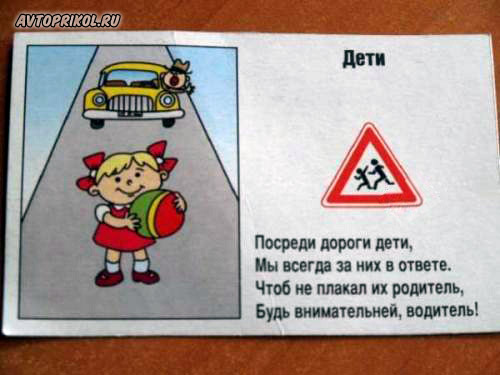 AVTOPRIKOL.RU
Дети
Посреди дороги дети,
Мы всегда за них в ответе.
Чтоб не плакал их родитель,
Будь внимательней, водитель!